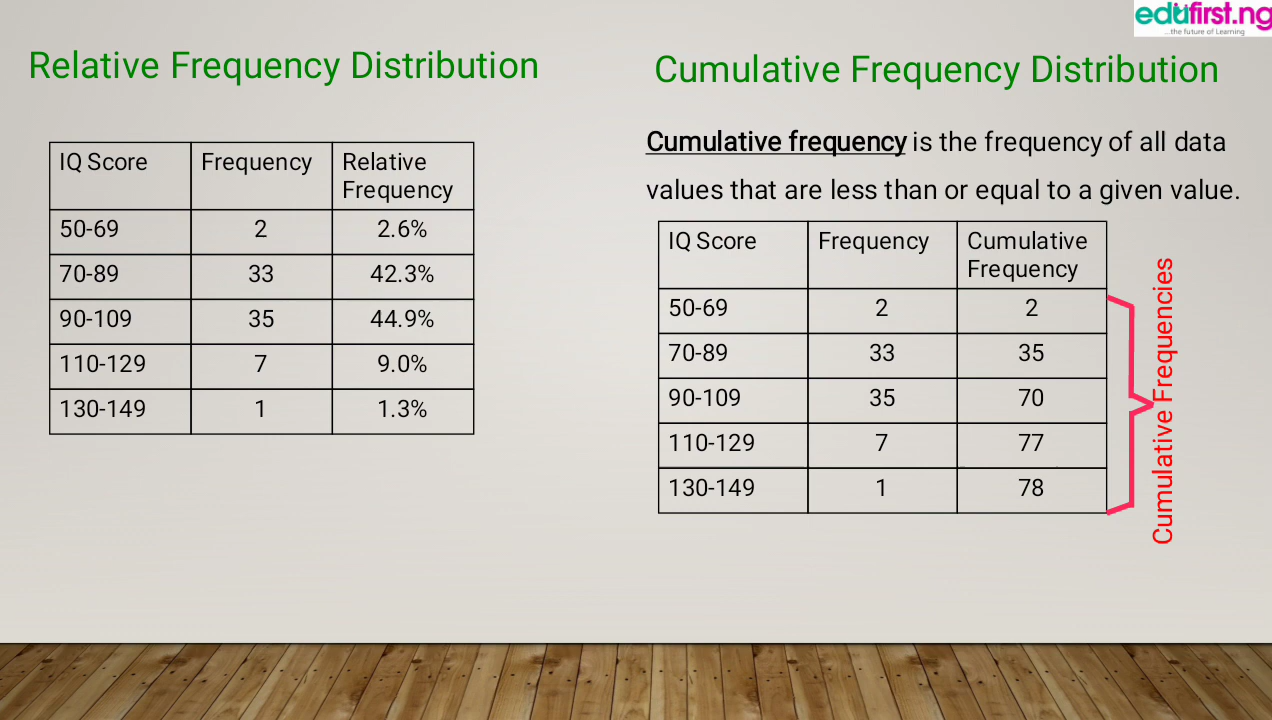 edufirst.ng
...the future of Learning
Relative Frequency Distribution
IQ Score Frequency Relative Frequency
50-69 2 2.6%
70-89 33 42.3%
90-109 35 44.9%
110-129 7 9.0%
130-149 1 1.3%
Cumulative Frequency Distribution
Cumulative frequency is the frequency of all data
values that are less than or equal to a given value.
IQ Score Frequency Cumulative Frequency
50-69 2 2
70-89 33 35
90-109 35 70
110-129 7 77
130-149 1 78
Cumulative Frequencies